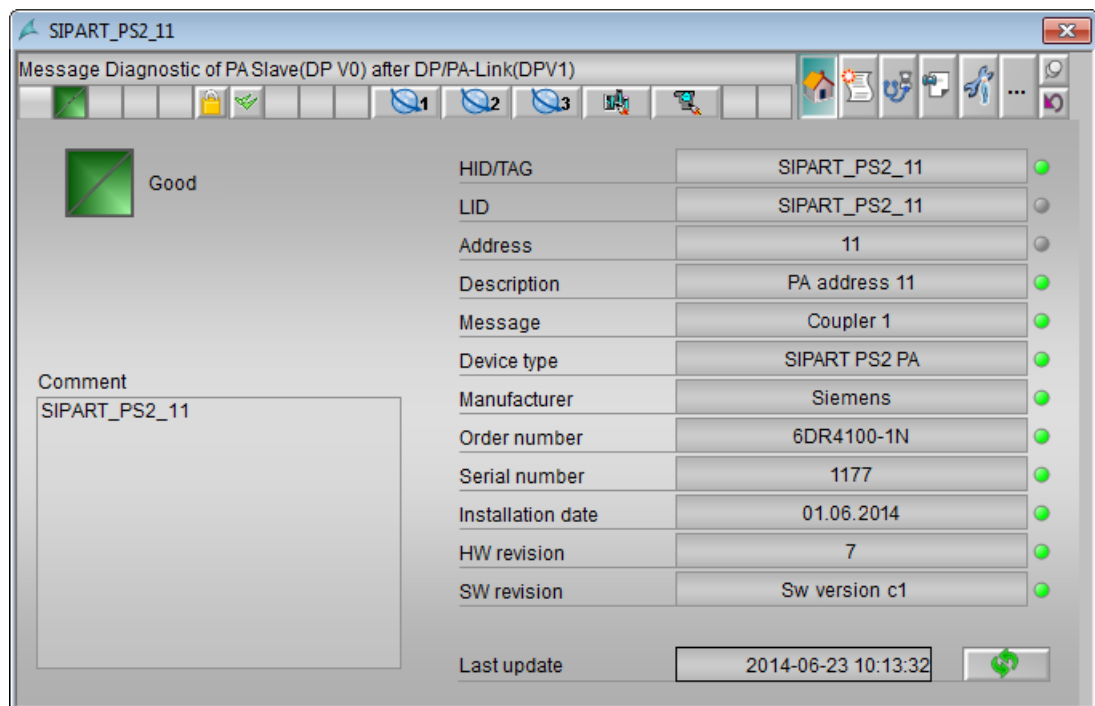 SIPART_PS2_11
Message Diagnostic of PA Slave(DP V0) after DP/PA-Link(DPV1)
1 2 3 ...
Good
HID/TAG SIPART_PS2_11
LID SIPART_PS2_11
Address 11
Description PA address 11
Message Coupler 1
Device type SIPART PS2 PA
Manufacturer Siemens
Order number 6DR4100-1N
Serial number 1177
Installation date 01.06.2014
HW revision 7
SW revision Sw version c1
Comment
SIPART_PS2_11
Last update 2014-06-23 10:13:32